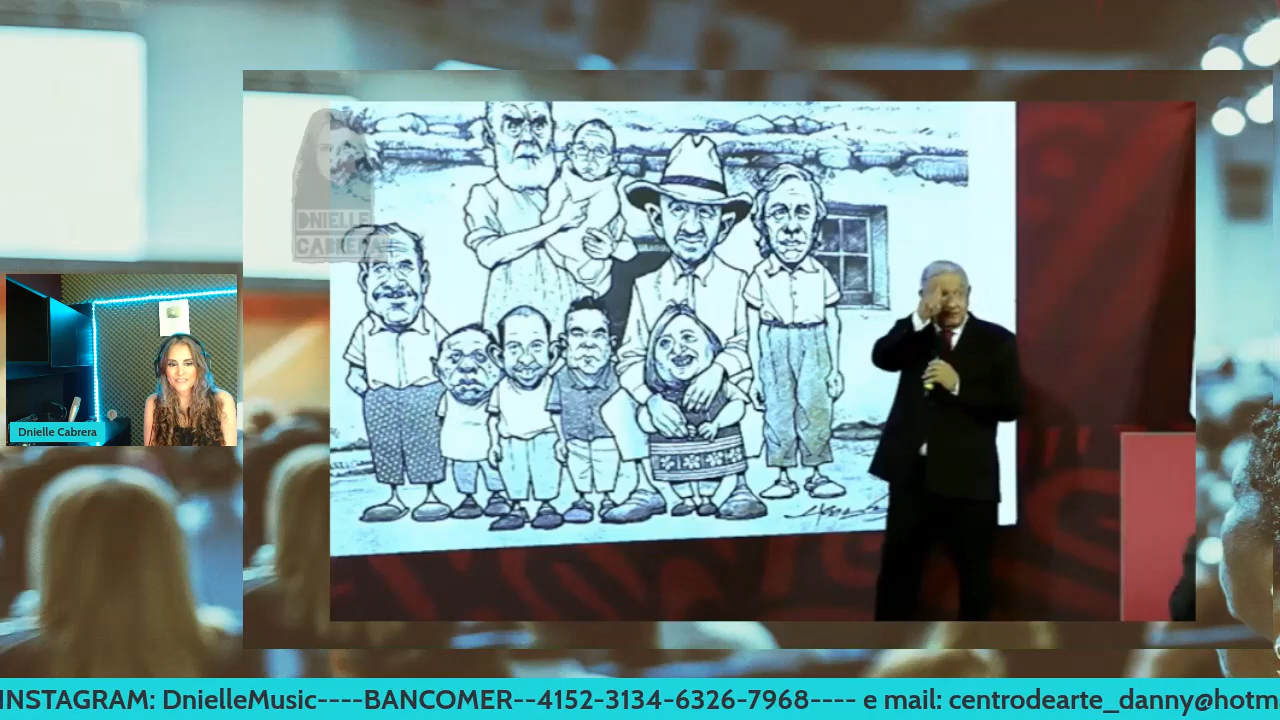 DNIELLE
CABRERA
Dnielle Cabrera
INSTAGRAM: DnielleMusic----BANCOMER--4152-3134-6326-7968---- e mail: centrodearte_danny@hotm